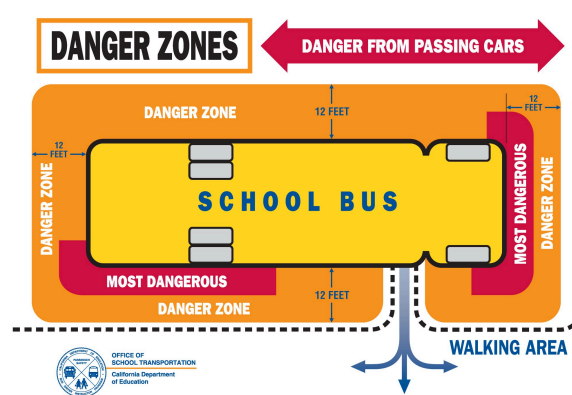 DANGER ZONES
DANGER FROM PASSING CARS
DANGER ZONE
12 FEET
12
FEET
12
FEET
DANGER ZONE
SCHOOL BUS
MOST DANGEROUS
DANGER ZONE
MOST DANGEROUS
DANGER ZONE
12 FEET
WALKING AREA
OFFICE OF
SCHOOL TRANSPORTATION
California Department
of Education